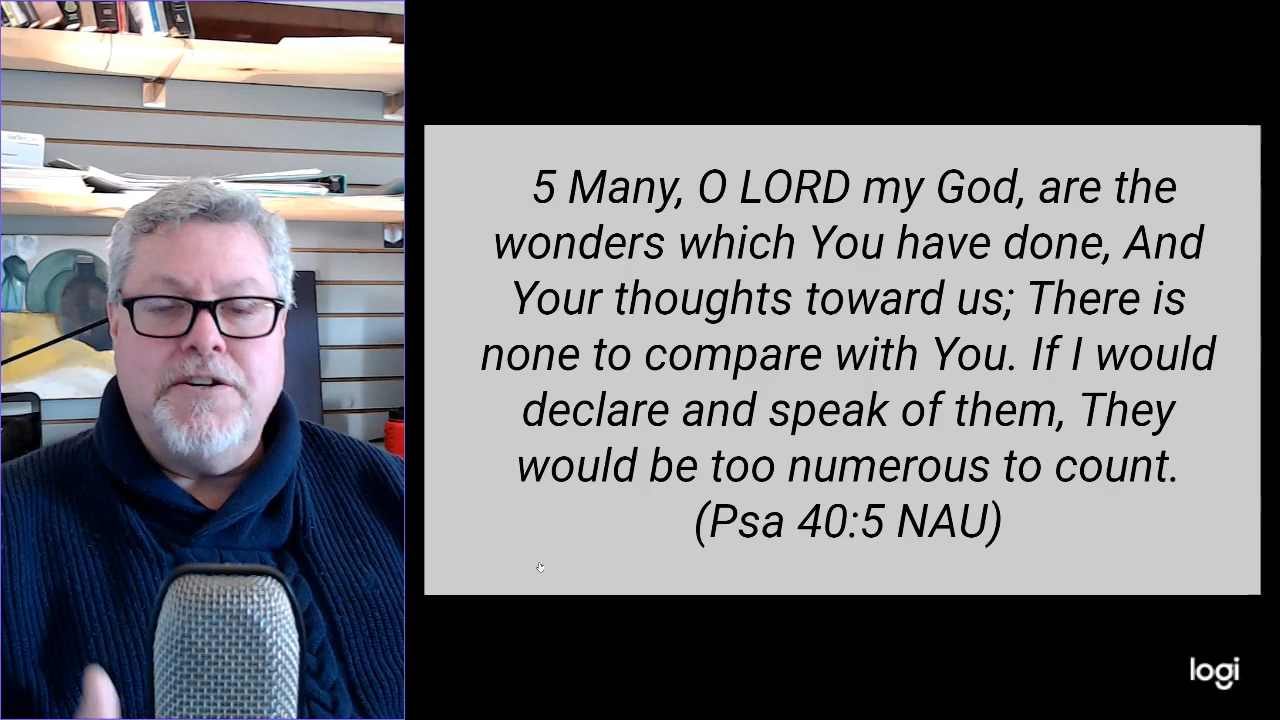 5 Many, O LORD my God, are the
wonders which You have done, And
Your thoughts toward us; There is
none to compare with You. If I would
declare and speak of them, They
would be too numerous to count.
(Psa 40:5 NAU)
logi